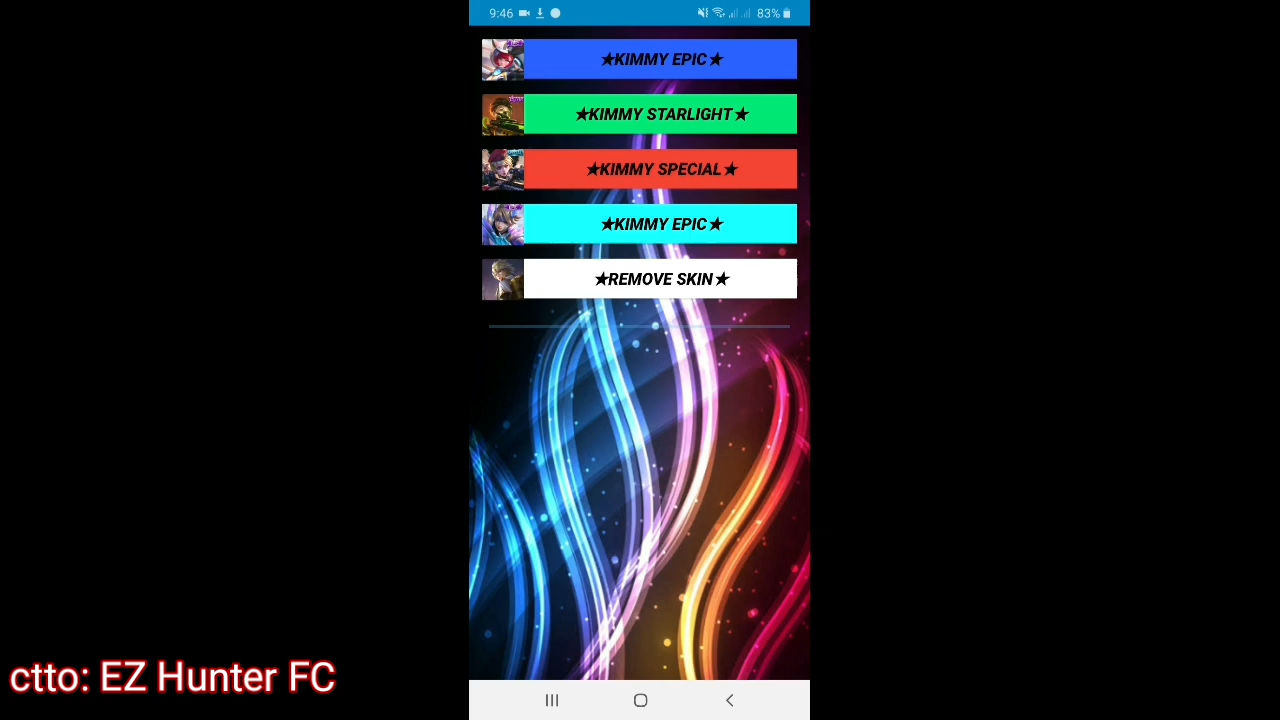 9:46 83%
★KIMMY EPIC★
★KIMMY STARLIGHT★
★KIMMY SPECIAL★
★KIMMY EPIC★
★REMOVE SKIN★
ctto: EZ Hunter FC